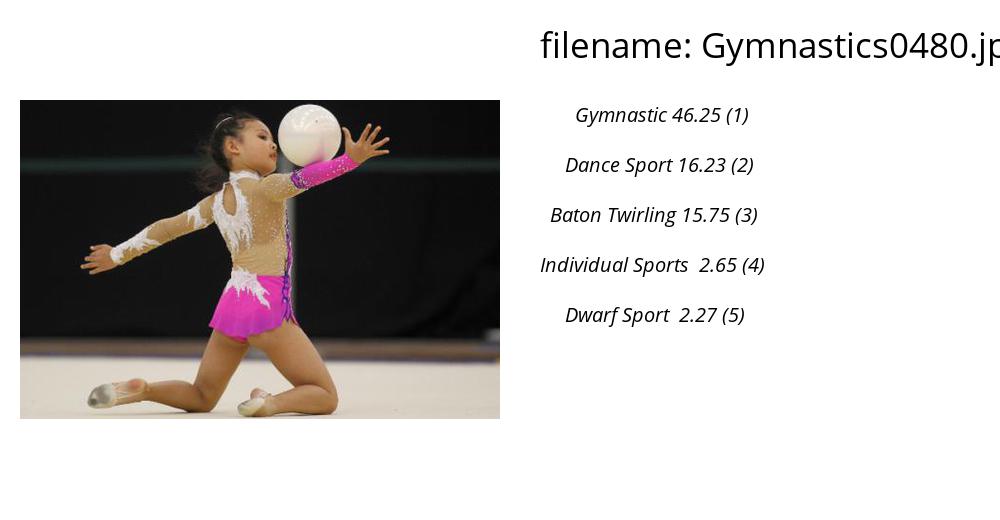 filename: Gymnastics0480.jp
Gymnastic 46.25 (1)
Dance Sport 16.23 (2)
Baton Twirling 15.75 (3)
Individual Sports 2.65 (4)
Dwarf Sport 2.27 (5)